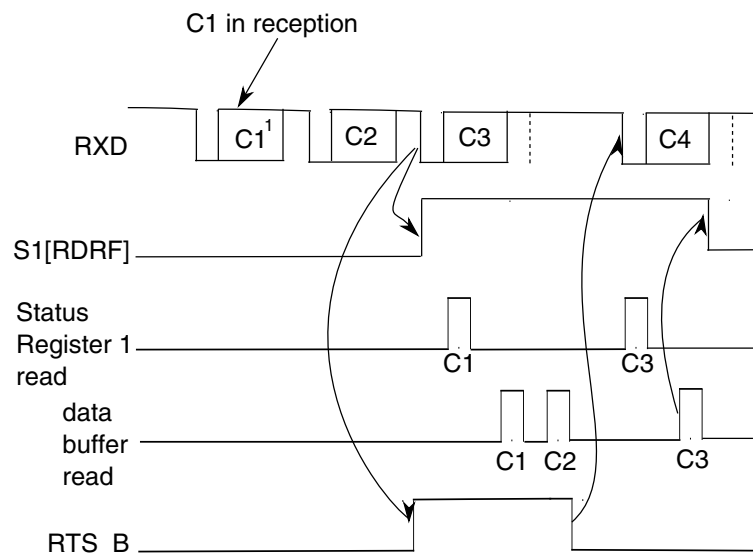 C1 in reception
RXD
C1 1
C2
C3
C4
S1[RDRF]
Status
Register 1
read
C1
C3
data
buffer
read
C1
C2
C3
RTS_B